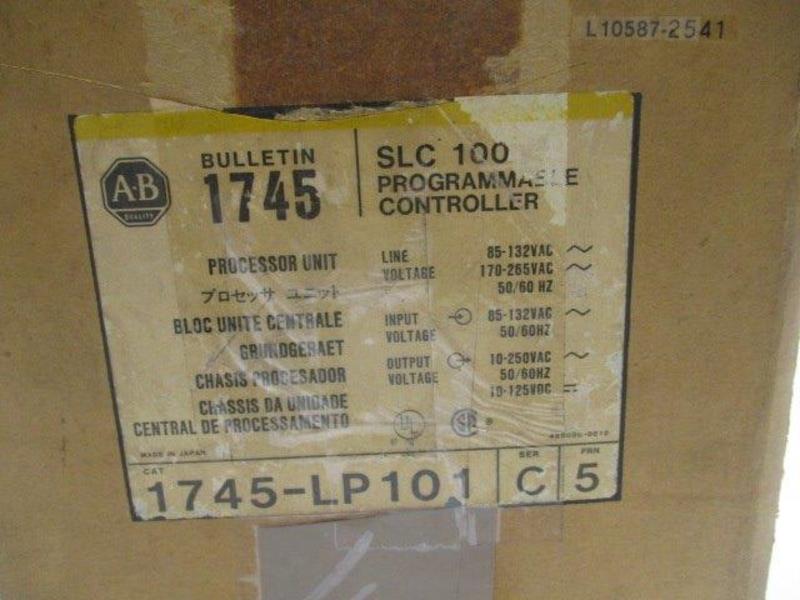 L10587-2541
A-B
QUALITY
BULLETIN
1745
SLC 100
PROGRAMMABLE
CONTROLLER
PROCESSOR UNIT
プロセッサ ユニット
BLOC UNITE CENTRALE
GRUNDGERAET
CHASIS PROCESADOR
CHASSIS DA UNIDADE
CENTRAL DE PROCESSAMENTO
LINE
VOLTAGE
85-132VAC ~
170-265VAC ~
50/60 HZ
INPUT
VOLTAGE
85-132VAC ~
50/60HZ
OUTPUT
VOLTAGE
10-250VAC ~
50/60HZ
10-125VDC
UL
MADE IN JAPAN
CAT
1745-LP101
SER
C
FRN
5